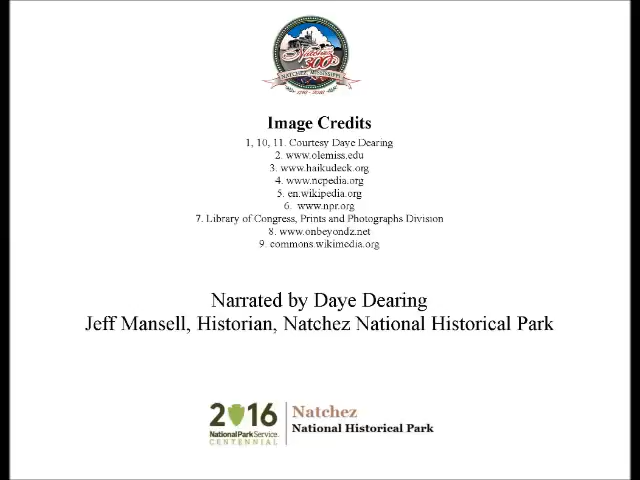 Natchez
300
NATCHEZ, MISSISSIPPI
1716 - 2016
Image Credits
1, 10, 11. Courtesy Daye Dearing
2. www.olemiss.edu
3. www.haikudeck.org
4. www.ncpedia.org
5. en.wikipedia.org
6. www.npr.org
7. Library of Congress, Prints and Photographs Division
8. www.onbeyondz.net
9. commons.wikimedia.org
Narrated by Daye Dearing
Jeff Mansell, Historian, Natchez National Historical Park
2016
National Park Service
CENTENNIAL
Natchez
National Historical Park